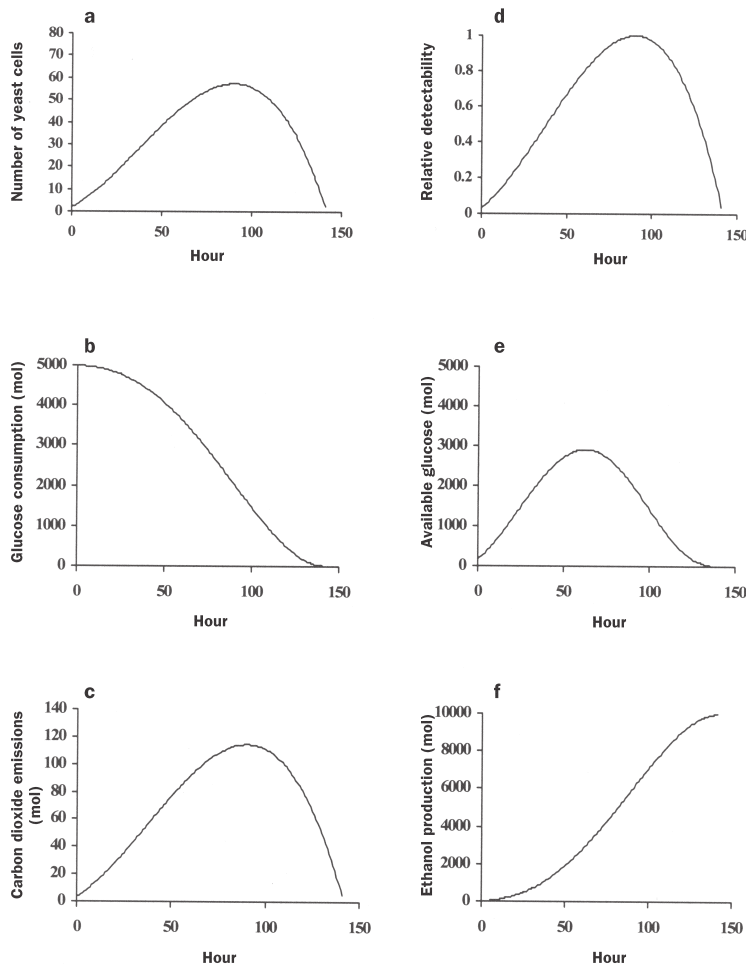 a
Number of yeast cells
80
70
60
50
40
30
20
10
0
0 50 100 150
Hour
d
Relative detectability
1
0.8
0.6
0.4
0.2
0
0 50 100 150
Hour
b
Glucose consumption (mol)
5000
4000
3000
2000
1000
0
0 50 100 150
Hour
e
Available glucose (mol)
5000
4000
3000
2000
1000
0
0 50 100 150
Hour
c
Carbon dioxide emissions
(mol)
140
120
100
80
60
40
20
0
0 50 100 150
Hour
f
Ethanol production (mol)
10000
8000
6000
4000
2000
0
0 50 100 150
Hour